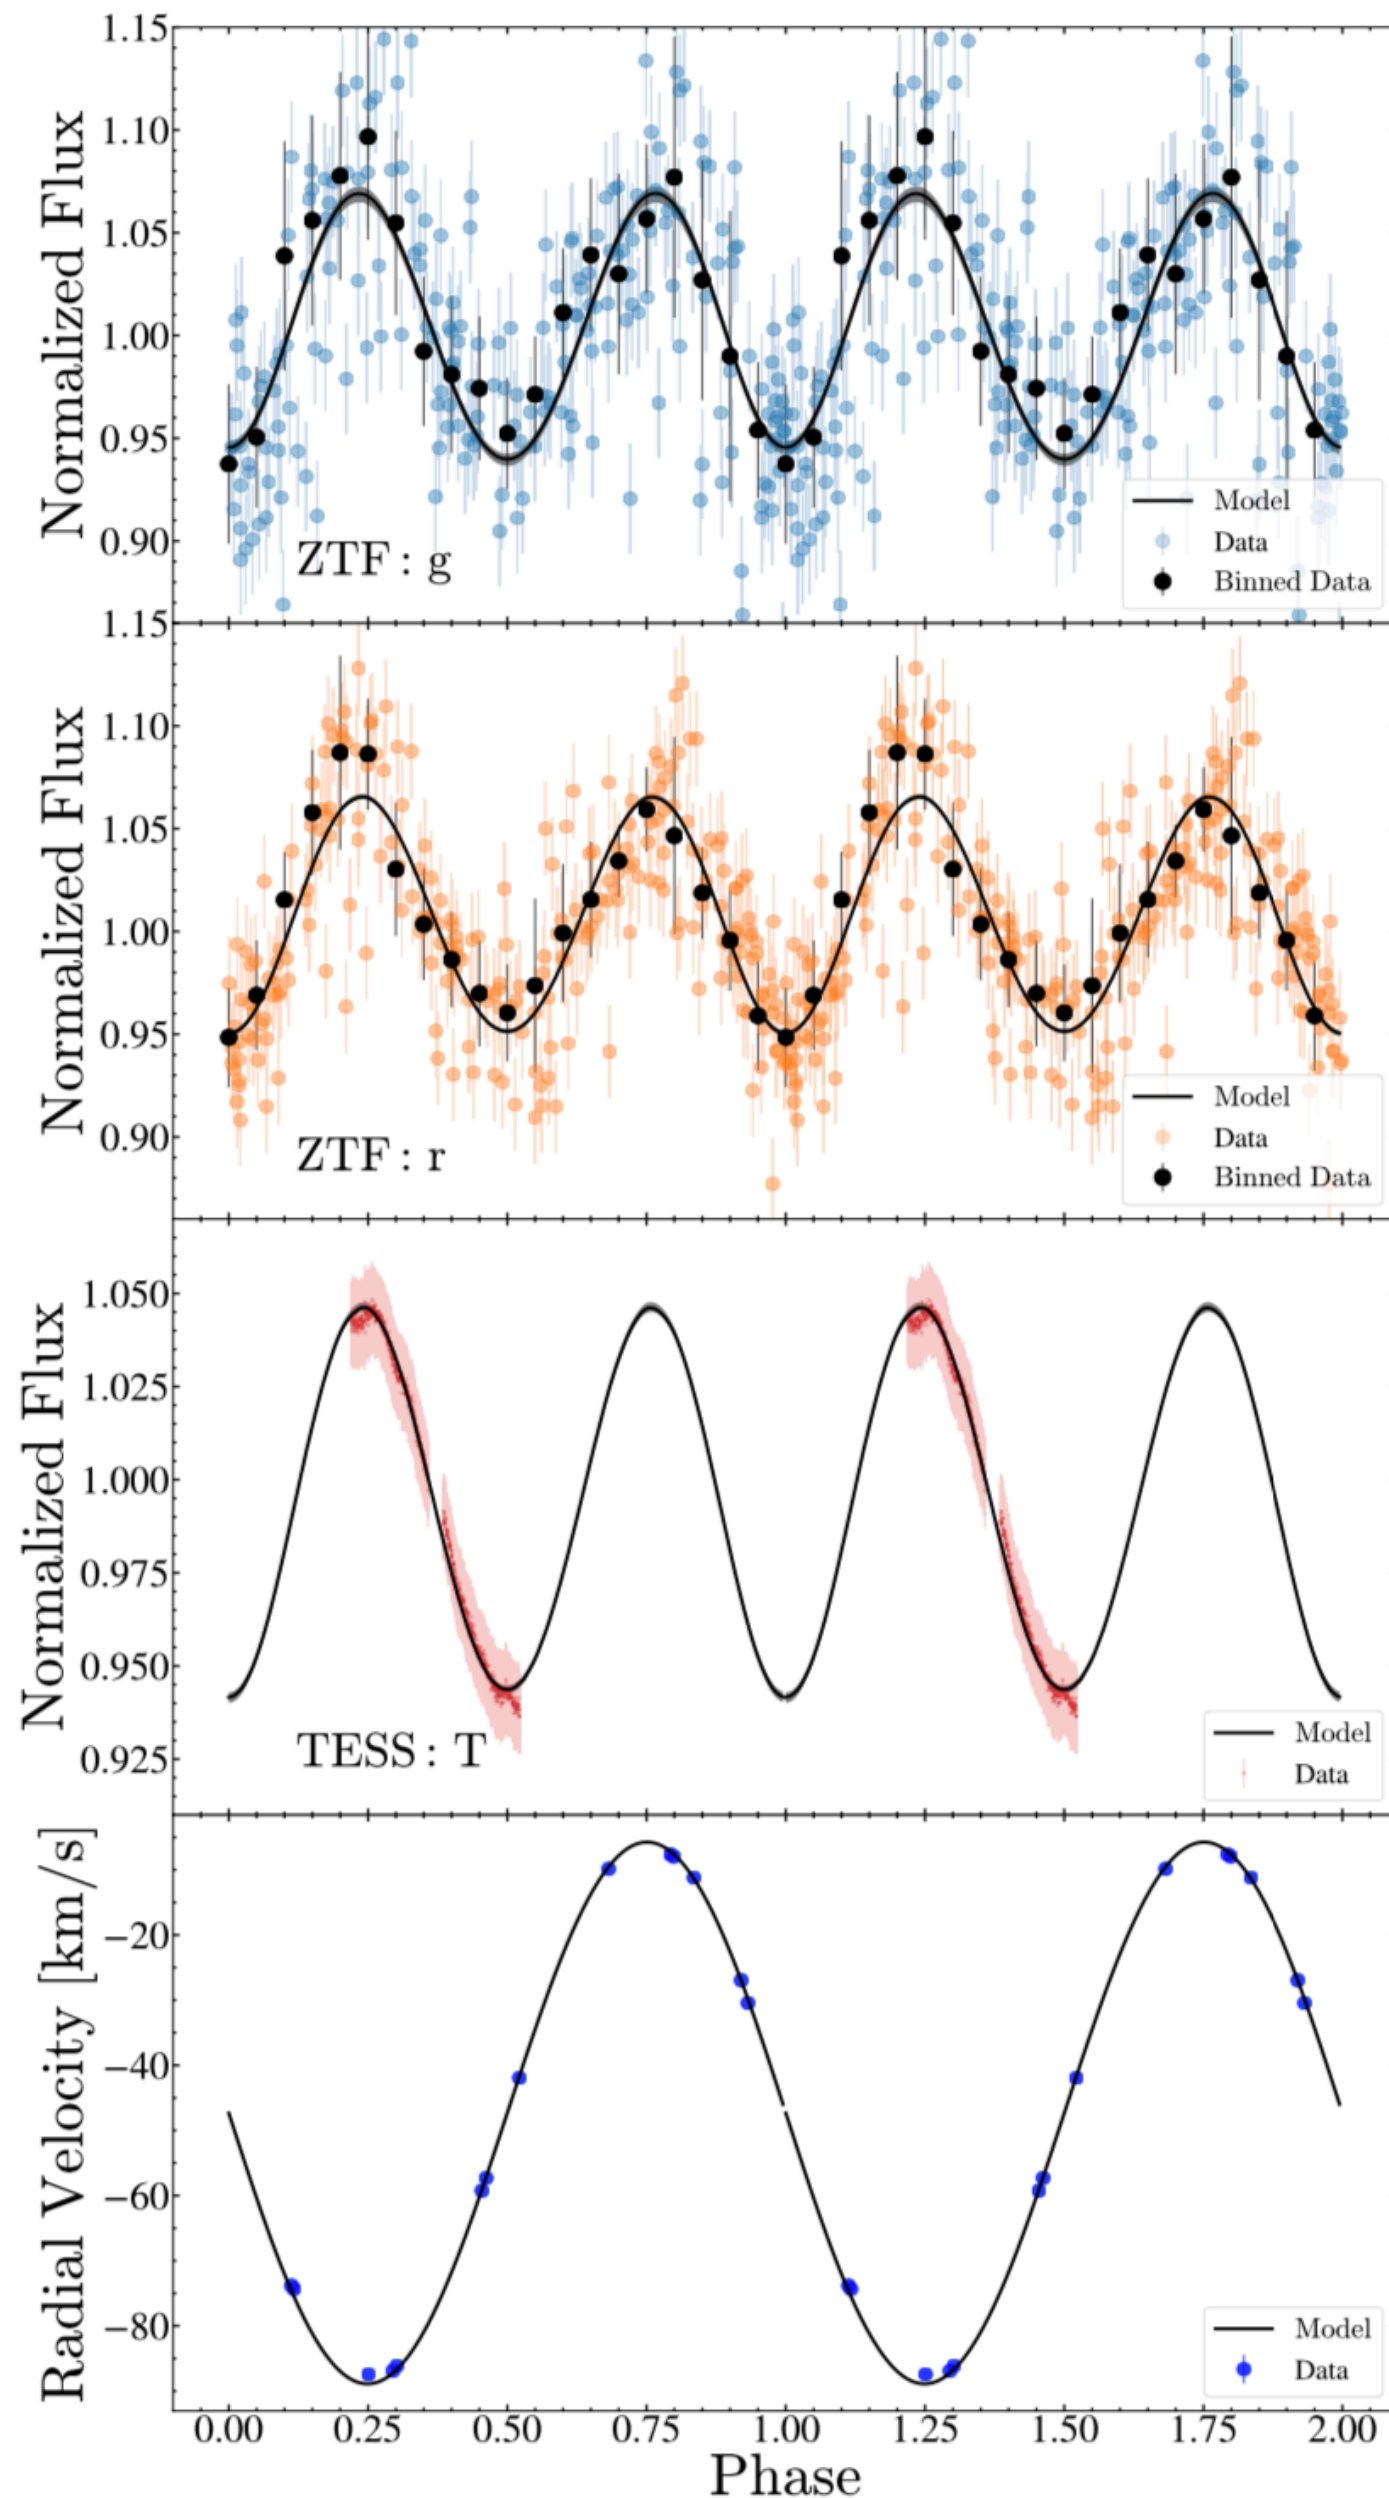 1.15
1.10
1.05
1.00
0.95
0.90
Normalized Flux
ZTF: g
Model
Data
Binned Data
1.15
1.10
1.05
1.00
0.95
0.90
Normalized Flux
ZTF: r
Model
Data
Binned Data
1.050
1.025
1.000
0.975
0.950
0.925
Normalized Flux
TESS: T
Model
Data
−20
−40
−60
−80
Radial Velocity [km/s]
Model
Data
0.00 0.25 0.50 0.75 1.00 1.25 1.50 1.75 2.00
Phase